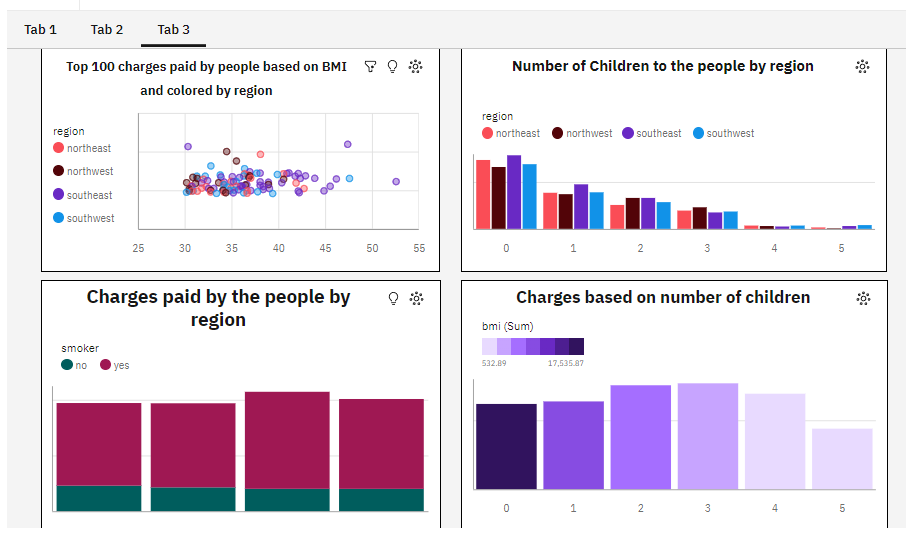 Tab 1 Tab 2 Tab 3
Top 100 charges paid by people based on BMI
and colored by region
region
northeast
northwest
southeast
southwest
25 30 35 40 45 50 55
Number of Children to the people by region
region
northeast northwest southeast southwest
0 1 2 3 4 5
Charges paid by the people by
region
smoker
no yes
Charges based on number of children
bmi (Sum)
532.89 17,535.87
0 1 2 3 4 5